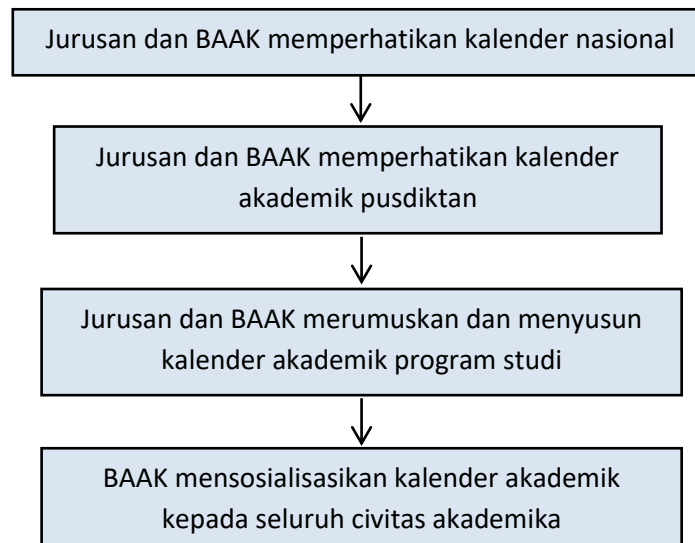 Jurusan dan BAAK memperhatikan kalender nasional
Jurusan dan BAAK memperhatikan kalender
akademik pusdiktan
Jurusan dan BAAK merumuskan dan menyusun
kalender akademik program studi
BAAK mensosialisasikan kalender akademik
kepada seluruh civitas akademika